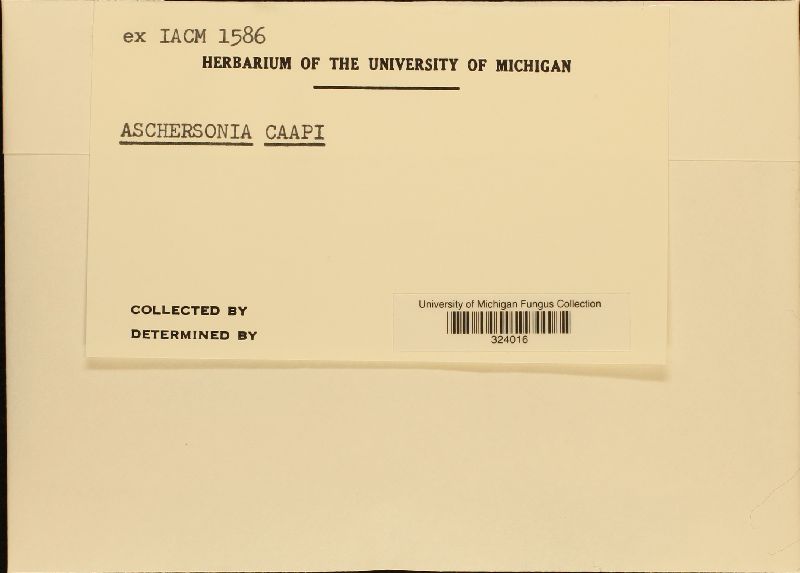 ex IACM 1586
HERBARIUM OF THE UNIVERSITY OF MICHIGAN
ASCHERSONIA CAAPI
COLLECTED BY
DETERMINED BY
University of Michigan Fungus Collection
324016